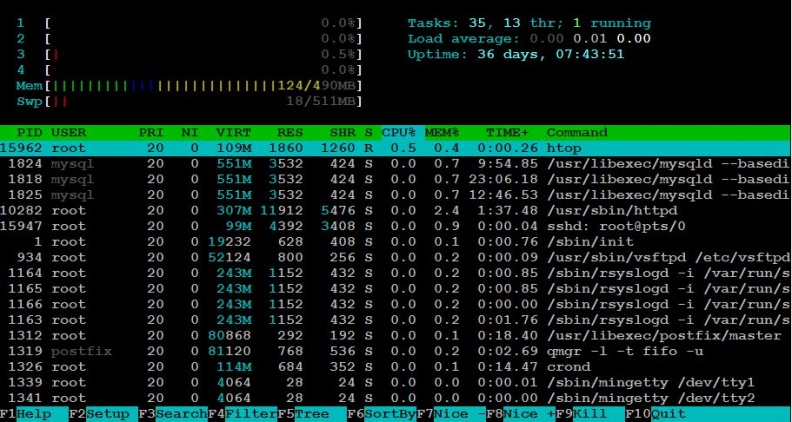 1 [ 0.0%] Tasks: 35, 13 thr; 1 running
2 [ 0.0%] Load average: 0.00 0.01 0.00
3 [| 0.5%] Uptime: 36 days, 07:43:51
4 [ 0.0%]
Mem[|||||||||||||||||||||||||||124/490MB]
Swp[|| 18/511MB]
PID USER PRI NI VIRT RES SHR S CPU% MEM% TIME+ Command
15962 root 20 0 109M 1860 1260 R 0.5 0.4 0:00.26 htop
1824 mysql 20 0 551M 3532 424 S 0.0 0.7 9:54.85 /usr/libexec/mysqld --basedi
1818 mysql 20 0 551M 3532 424 S 0.0 0.7 23:06.18 /usr/libexec/mysqld --basedi
1825 mysql 20 0 551M 3532 424 S 0.0 0.7 12:46.53 /usr/libexec/mysqld --basedi
10282 root 20 0 307M 11912 5476 S 0.0 2.4 1:37.48 /usr/sbin/httpd
15947 root 20 0 99M 4392 3408 S 0.0 0.9 0:00.04 sshd: root@pts/0
1 root 20 0 19232 628 408 S 0.0 0.1 0:00.76 /sbin/init
934 root 20 0 52124 800 256 S 0.0 0.2 0:00.09 /usr/sbin/vsftpd /etc/vsftpd
1164 root 20 0 243M 1152 432 S 0.0 0.2 0:00.85 /sbin/rsyslogd -i /var/run/s
1165 root 20 0 243M 1152 432 S 0.0 0.2 0:00.85 /sbin/rsyslogd -i /var/run/s
1166 root 20 0 243M 1152 432 S 0.0 0.2 0:00.00 /sbin/rsyslogd -i /var/run/s
1163 root 20 0 243M 1152 432 S 0.0 0.2 0:01.76 /sbin/rsyslogd -i /var/run/s
1312 root 20 0 80868 292 192 S 0.0 0.1 0:18.40 /usr/libexec/postfix/master
1319 postfix 20 0 81120 768 536 S 0.0 0.2 0:02.69 qmgr -l -t fifo -u
1326 root 20 0 114M 684 352 S 0.0 0.1 0:14.47 crond
1339 root 20 0 4064 28 24 S 0.0 0.0 0:00.01 /sbin/mingetty /dev/tty1
1341 root 20 0 4064 28 24 S 0.0 0.0 0:00.00 /sbin/mingetty /dev/tty2
F1Help F2Setup F3SearchF4FilterF5Tree F6SortByF7Nice -F8Nice +F9Kill F10Quit